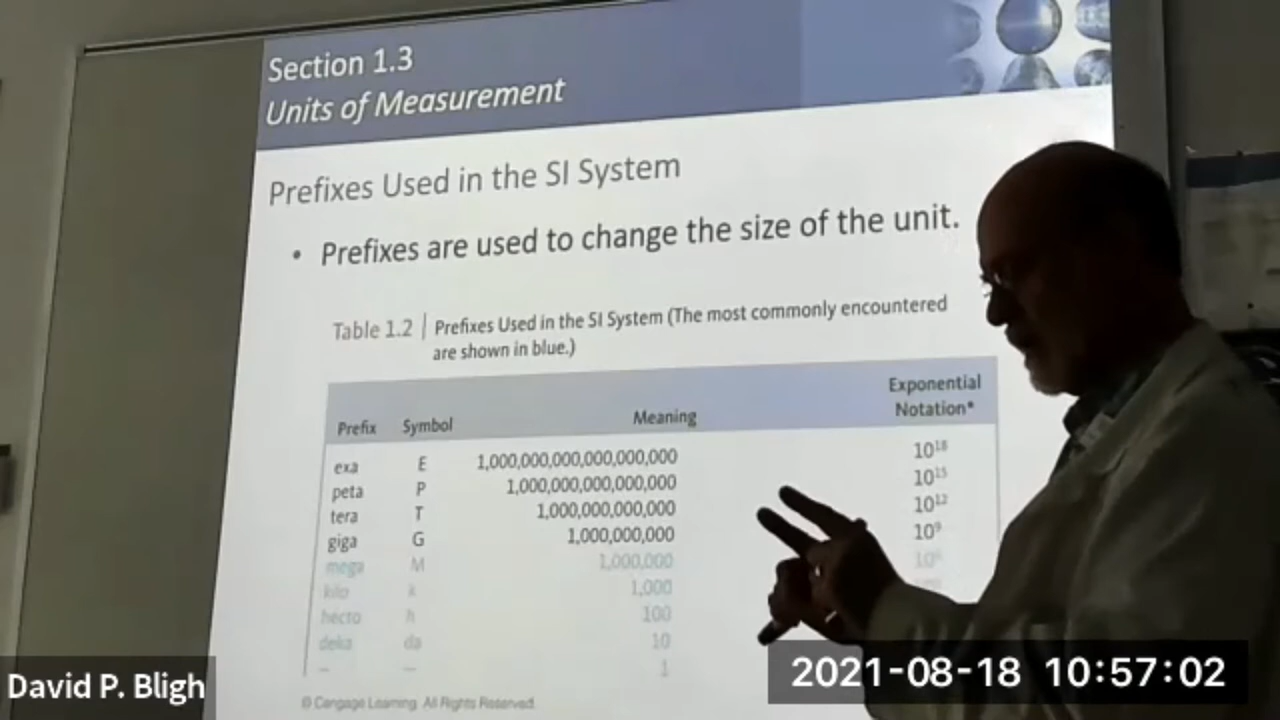 Section 1.3
Units of Measurement
Prefixes Used in the SI System
• Prefixes are used to change the size of the unit.
Table 1.2 | Prefixes Used in the SI System (The most commonly encountered
are shown in blue.)
Prefix Symbol Meaning Exponential Notation*
exa E 1,000,000,000,000,000,000 10¹⁸
peta P 1,000,000,000,000,000 10¹⁵
tera T 1,000,000,000,000 10¹²
giga G 1,000,000,000 10⁹
mega M 1,000,000 10⁶
kilo k 1,000
hecto h 100
deka da 10
— — 1
© Cengage Learning. All Rights Reserved.
David P. Bligh
2021-08-18 10:57:02